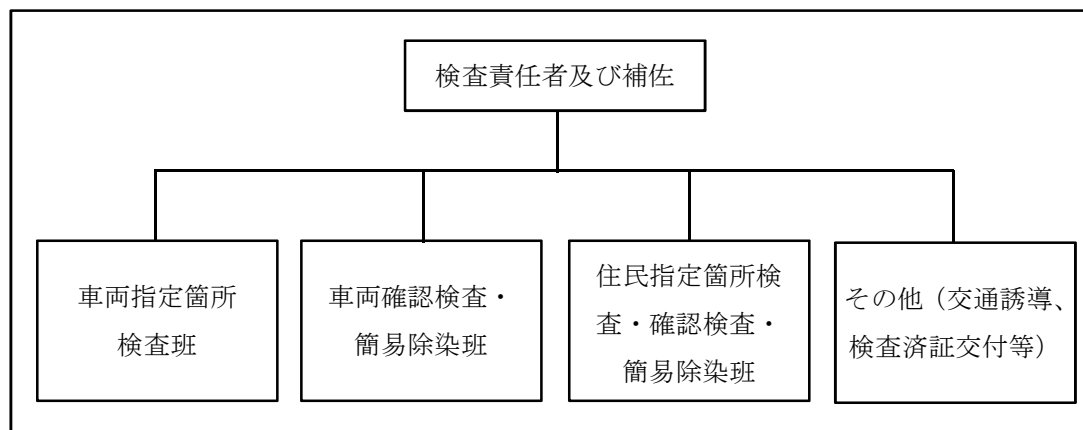 検査責任者及び補佐
車両指定箇所
検査班
車両確認検査・
簡易除染班
住民指定箇所検
査・確認検査・
簡易除染班
その他（交通誘導、
検査済証交付等）